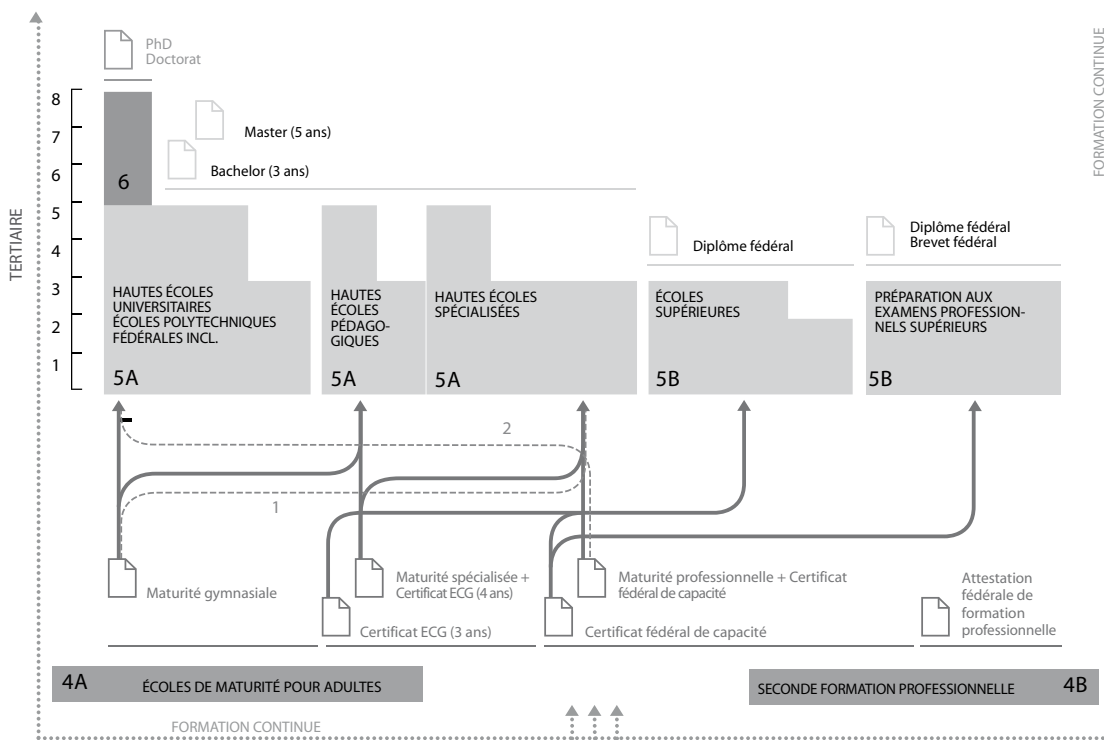 PhD
Doctorat
FORMATION CONTINUE
TERTIAIRE
8
7
6
5
4
3
2
1
Master (5 ans)
Bachelor (3 ans)
6
Diplôme fédéral
Diplôme fédéral
Brevet fédéral
HAUTES ÉCOLES
UNIVERSITAIRES
ÉCOLES POLYTECHNIQUES
FÉDÉRALES INCL.
5A
HAUTES
ÉCOLES
PÉDAGO-
GIQUES
5A
HAUTES ÉCOLES
SPÉCIALISÉES
5A
ÉCOLES
SUPÉRIEURES
5B
PRÉPARATION AUX
EXAMENS PROFESSION-
NELS SUPÉRIEURS
5B
2
1
Maturité gymnasiale
Maturité spécialisée +
Certificat ECG (4 ans)
Certificat ECG (3 ans)
Maturité professionnelle + Certificat
fédéral de capacité
Certificat fédéral de capacité
Attestation
fédérale de
formation
professionnelle
4A
ÉCOLES DE MATURITÉ POUR ADULTES
SECONDE FORMATION PROFESSIONNELLE
4B
FORMATION CONTINUE